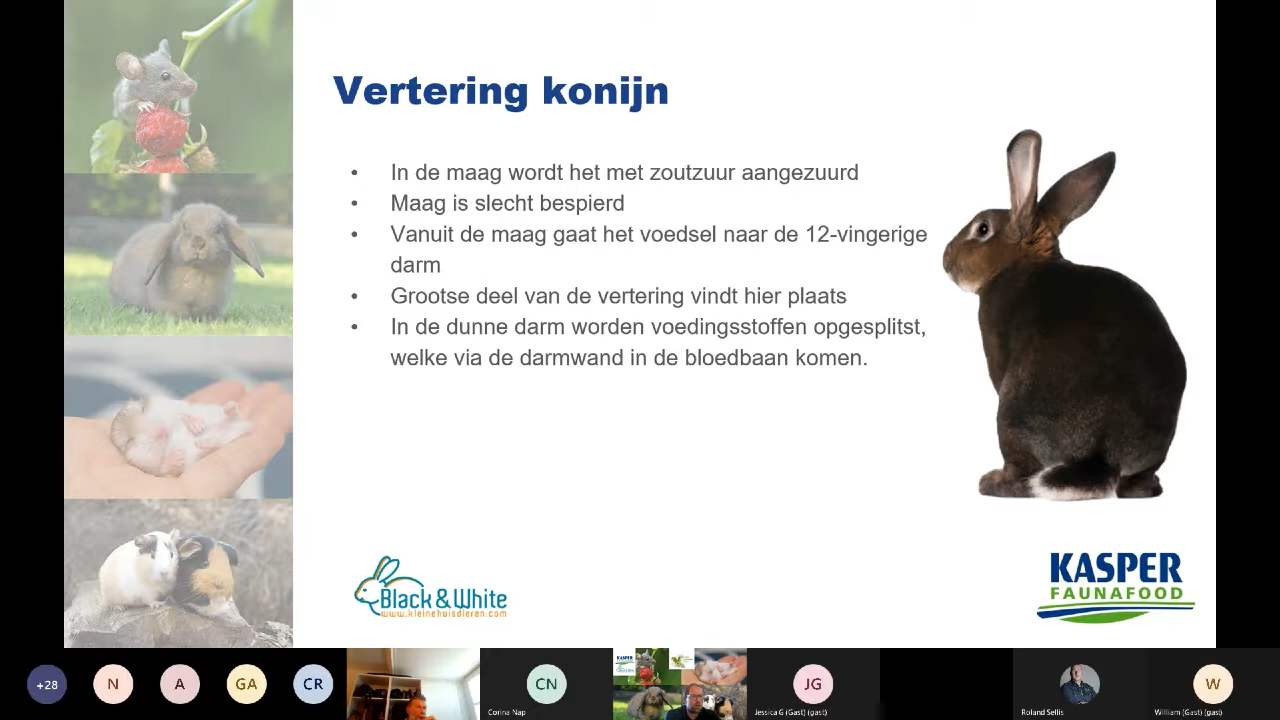 Vertering konijn
• In de maag wordt het met zoutzuur aangezuurd
• Maag is slecht bespierd
• Vanuit de maag gaat het voedsel naar de 12-vingerige
darm
• Grootse deel van de vertering vindt hier plaats
• In de dunne darm worden voedingsstoffen opgesplitst,
welke via de darmwand in de bloedbaan komen.
Black & White
www.kleinehuisdieren.com
KASPER
FAUNAFOOD
+28
N
A
GA
CR
CN
Corina Nap
KASPER
JG
Jessica G (Gast) (gast)
Roland Sellis
W
William (Gast) (gast)